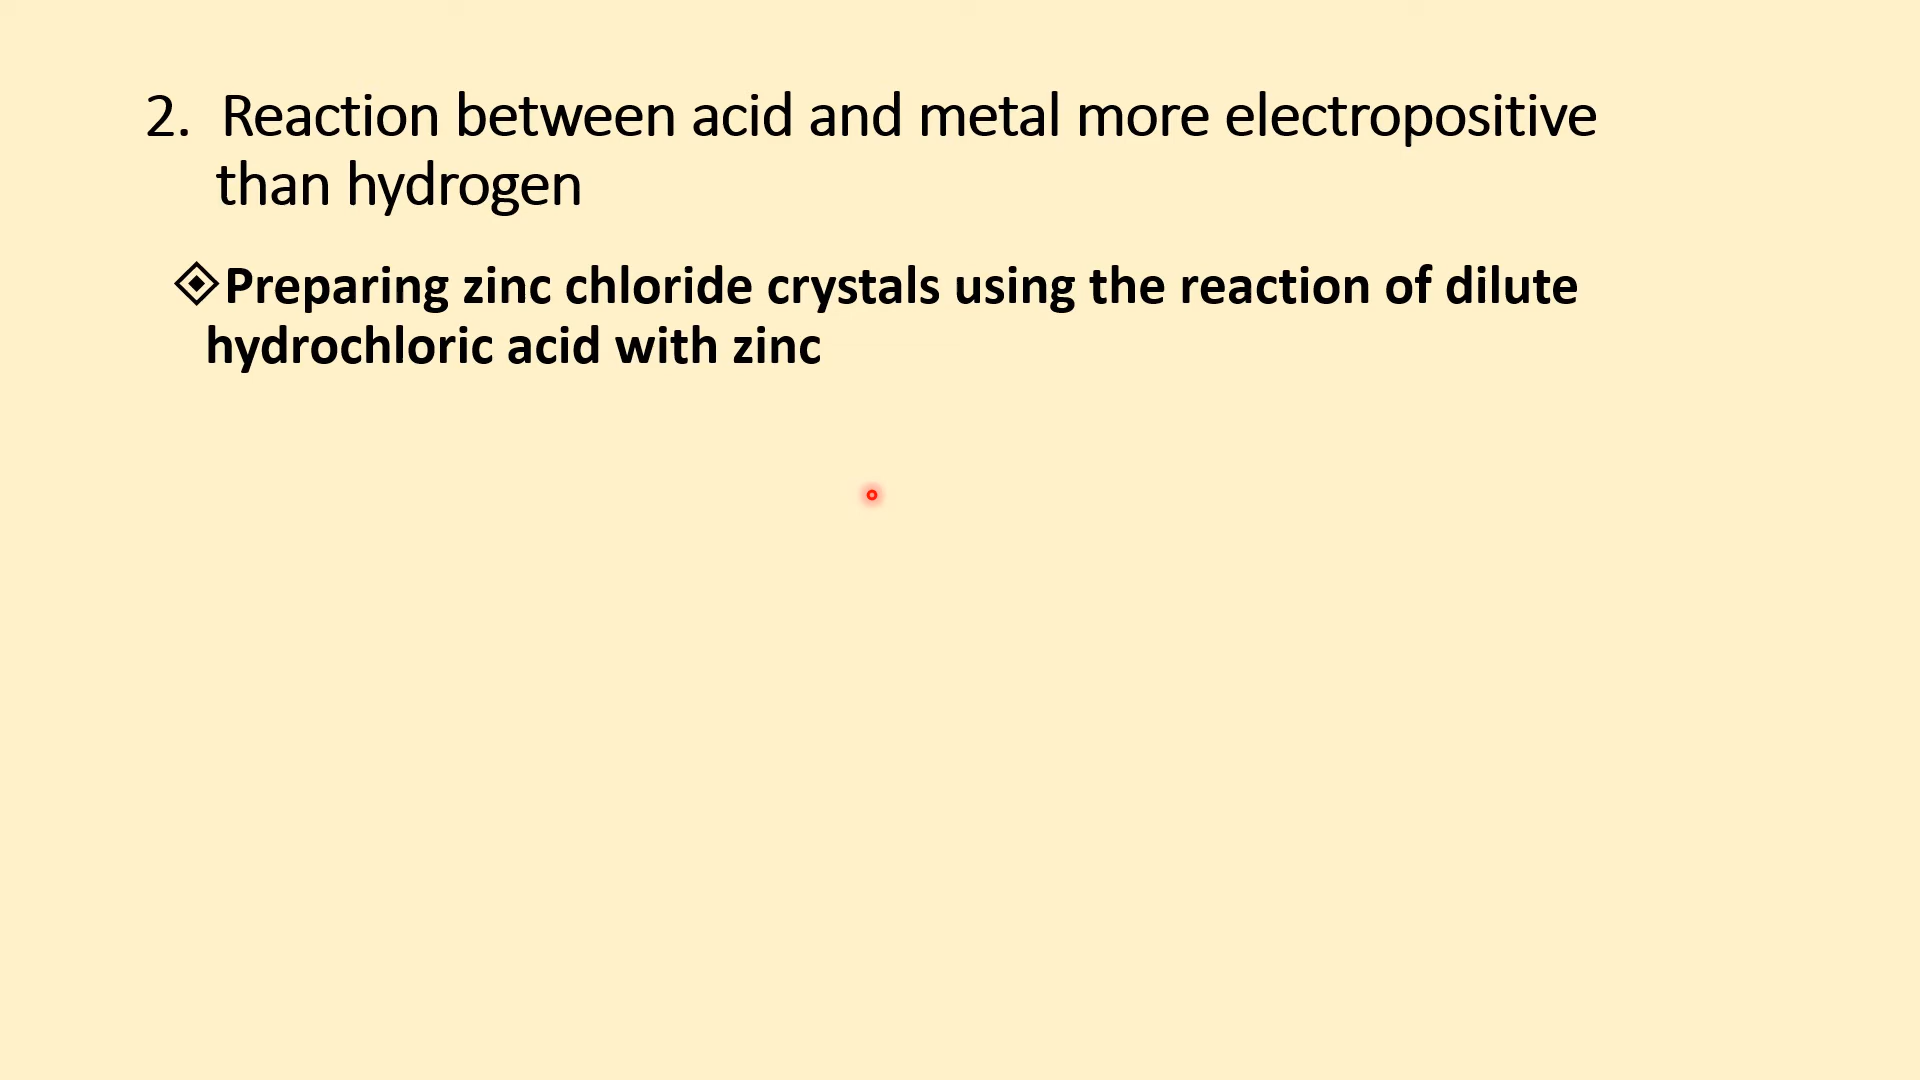 2. Reaction between acid and metal more electropositive
than hydrogen
Preparing zinc chloride crystals using the reaction of dilute
hydrochloric acid with zinc